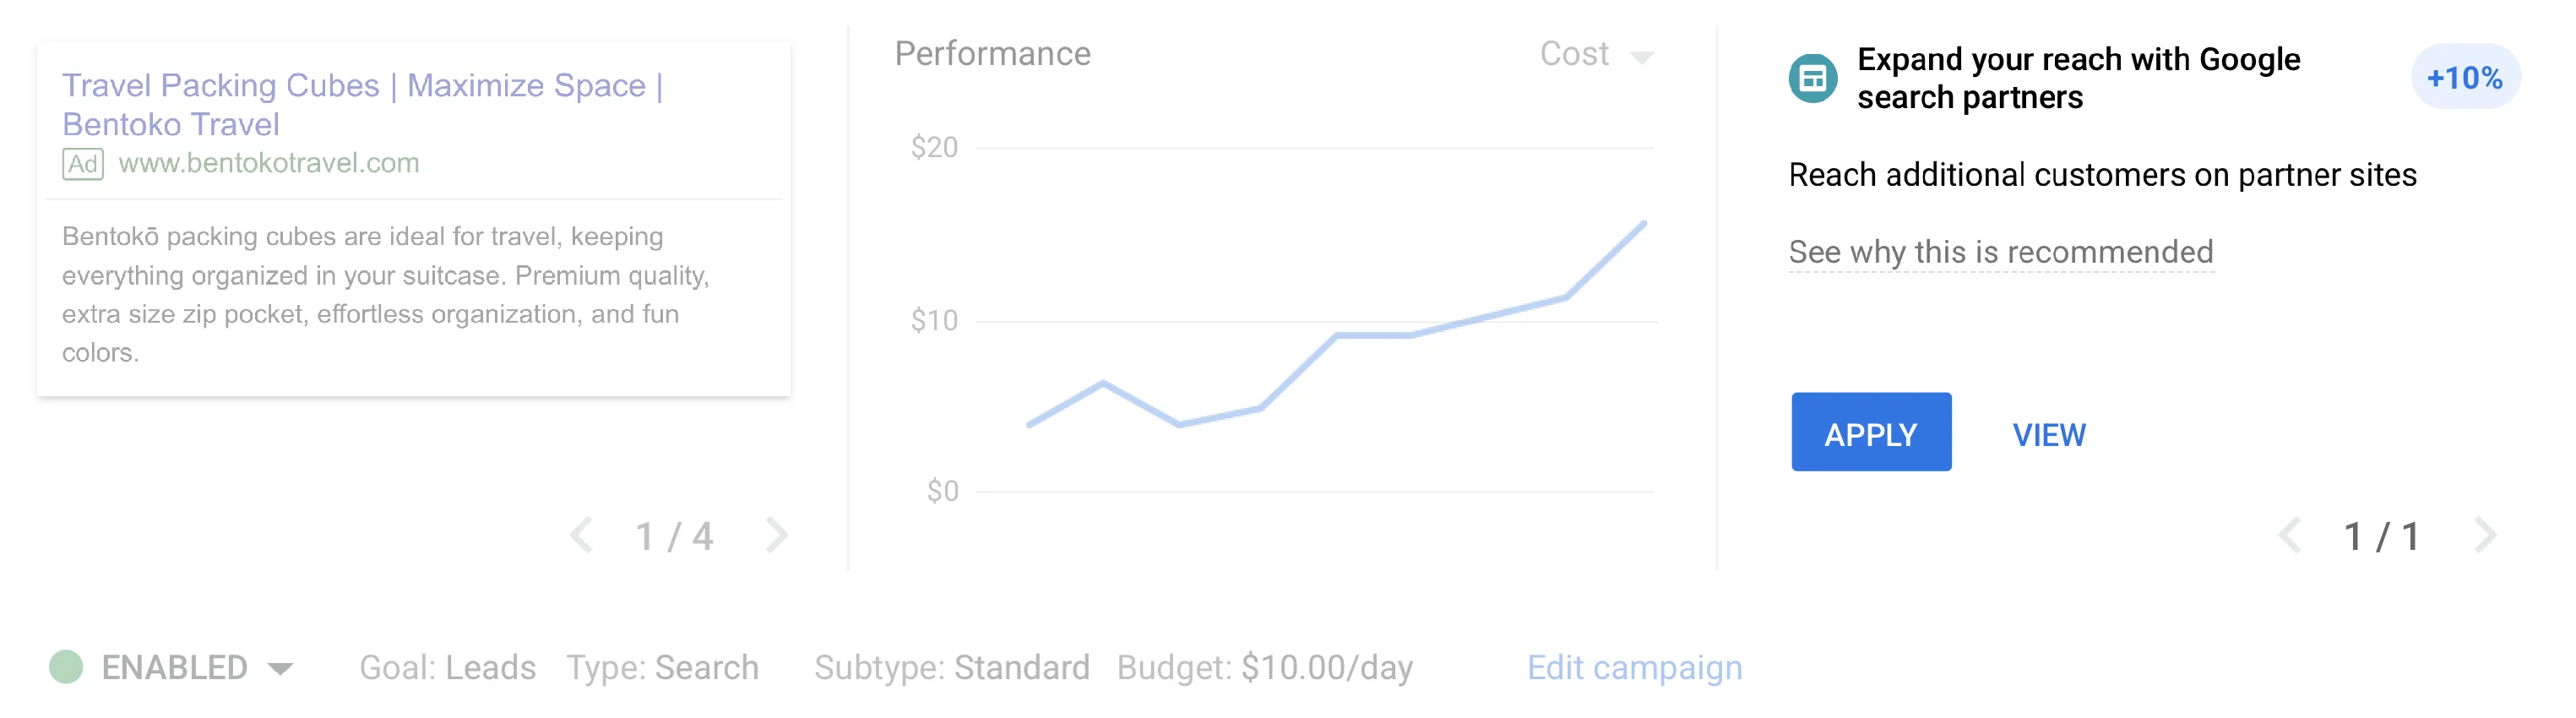 Travel Packing Cubes | Maximize Space |
Bentoko Travel
Ad www.bentokotravel.com
Bentokō packing cubes are ideal for travel, keeping
everything organized in your suitcase. Premium quality,
extra size zip pocket, effortless organization, and fun
colors.
1 / 4
Performance
Cost
$20
$10
$0
Expand your reach with Google
search partners
+10%
Reach additional customers on partner sites
See why this is recommended
APPLY
VIEW
1 / 1
ENABLED
Goal: Leads
Type: Search
Subtype: Standard
Budget: $10.00/day
Edit campaign